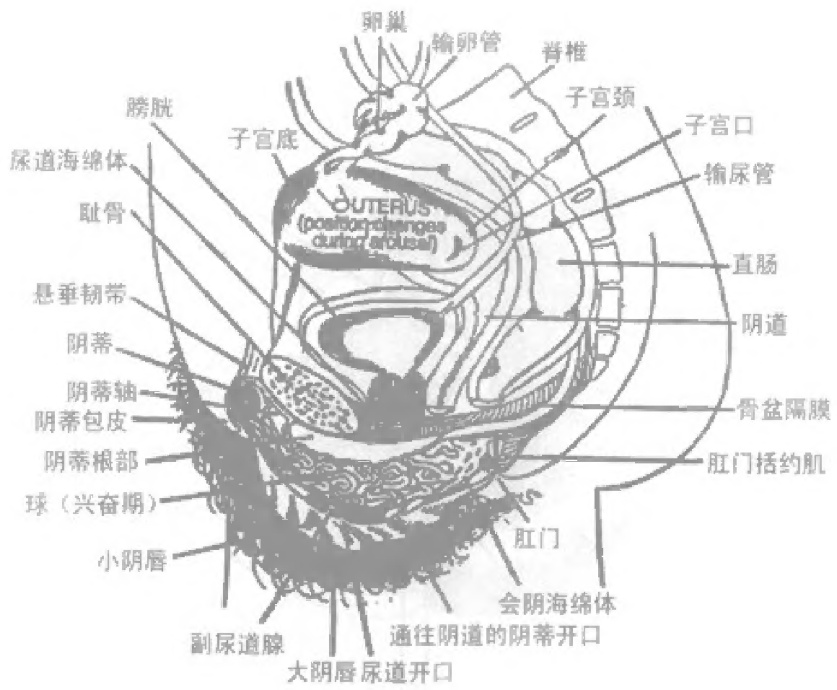 卵巢
输卵管
脊椎
膀胱
子宫颈
子宫底
子宫口
尿道海绵体
输尿管
UTERUS
(position changes
during arousal)
耻骨
直肠
悬垂韧带
阴道
阴蒂
阴蒂轴
骨盆隔膜
阴蒂包皮
阴蒂根部
肛门括约肌
球（兴奋期）
肛门
小阴唇
会阴海绵体
副尿道腺
通往阴道的阴蒂开口
大阴唇
尿道开口